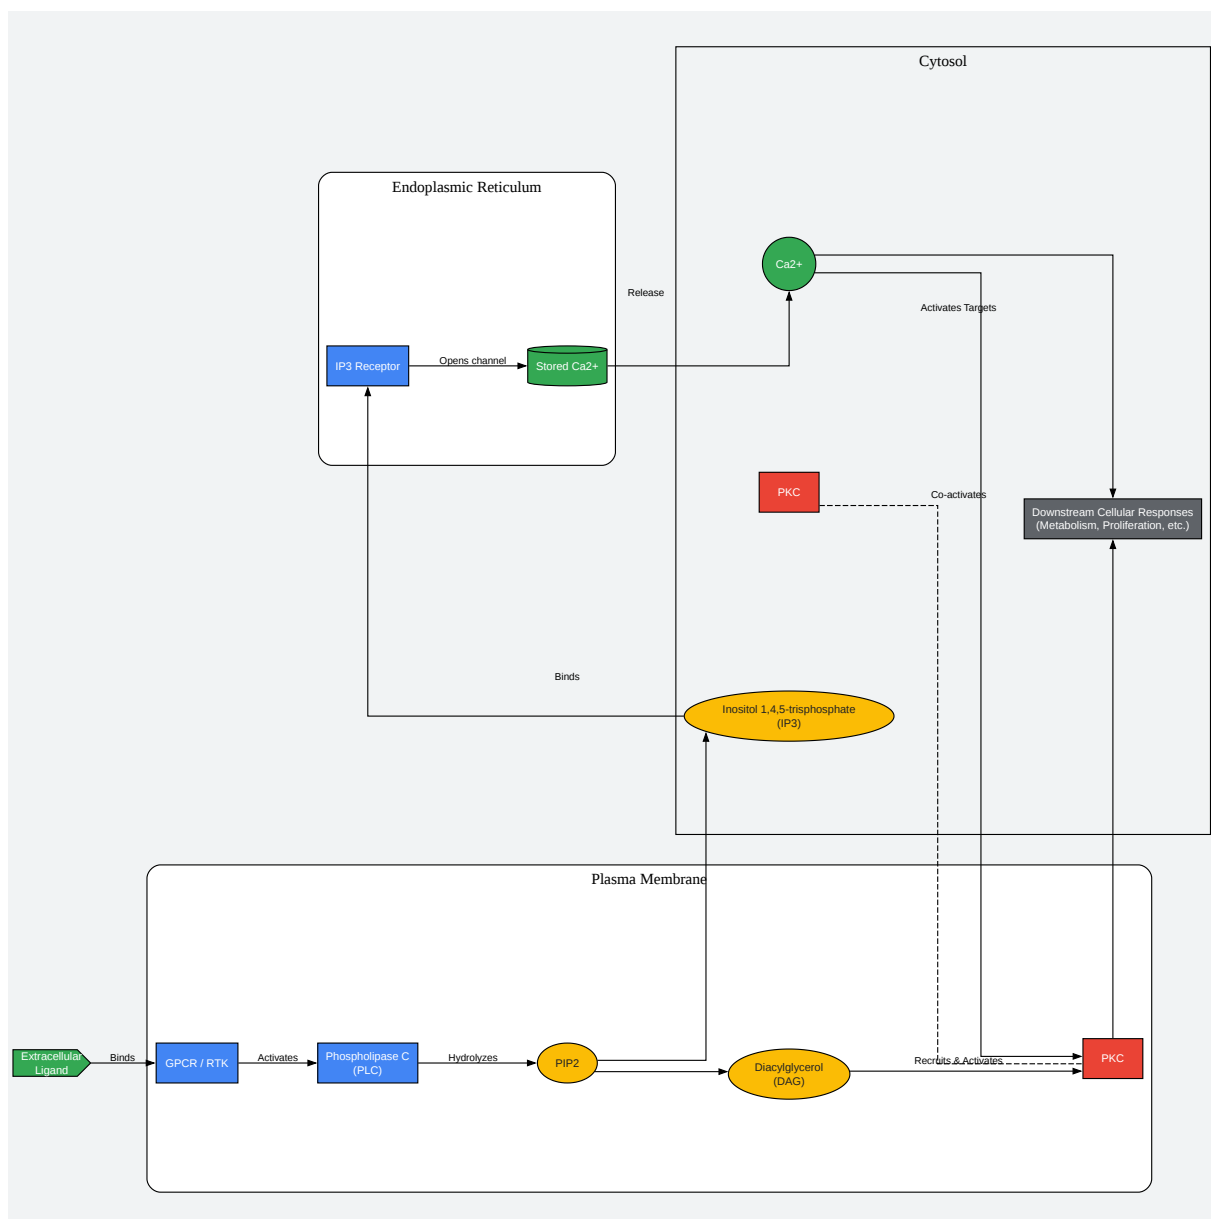 Cytosol
Endoplasmic Reticulum
Ca2+
Release
Activates Targets
IP3 Receptor
Opens channel
Stored Ca2+
PKC
Co-activates
Downstream Cellular Responses
(Metabolism, Proliferation, etc.)
Binds
Inositol 1,4,5-trisphosphate
(IP3)
Plasma Membrane
Extracellular
Ligand
Binds
GPCR / RTK
Activates
Phospholipase C
(PLC)
Hydrolyzes
PIP2
Diacylglycerol
(DAG)
Recruits & Activates
PKC